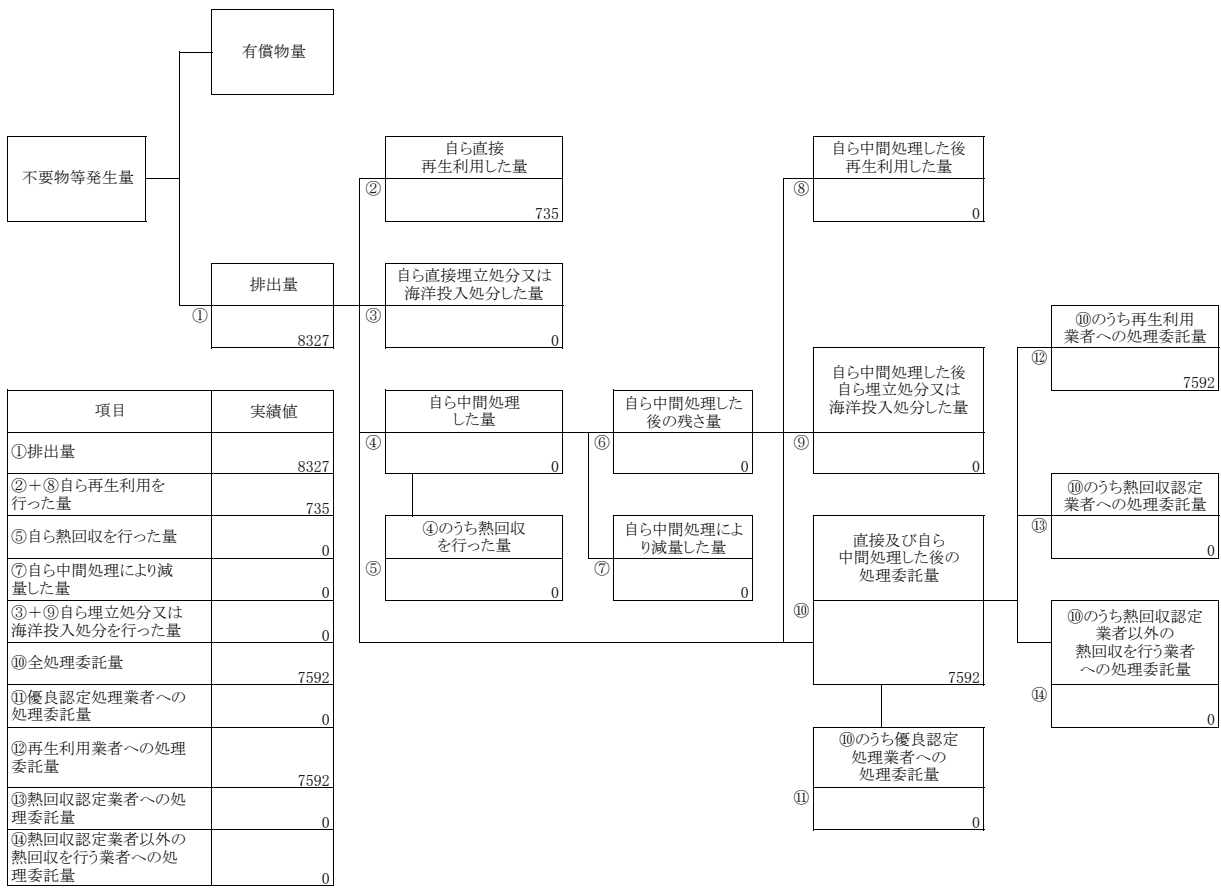 有償物量
不要物等発生量
自ら直接
再生利用した量
②
735
自ら中間処理した後
再生利用した量
⑧
0
排出量
①
8327
自ら直接埋立処分又は
海洋投入処分した量
③
0
⑩のうち再生利用
業者への処理委託量
⑫
7592
自ら中間処理
した量
④
0
自ら中間処理した
後の残さ量
⑥
0
自ら中間処理した後
自ら埋立処分又は
海洋投入処分した量
⑨
0
⑩のうち熱回収認定
業者への処理委託量
⑬
0
④のうち熱回収
を行った量
⑤
0
自ら中間処理によ
り減量した量
⑦
0
直接及び自ら
中間処理した後の
処理委託量
⑩
7592
⑩のうち熱回収認定
業者以外の
熱回収を行う業者
への処理委託量
⑭
0
⑩のうち優良認定
処理業者への
処理委託量
⑪
0
項目 実績値
①排出量
8327
②＋⑧自ら再生利用を
行った量
735
⑤自ら熱回収を行った量
0
⑦自ら中間処理により減
量した量
0
③＋⑨自ら埋立処分又は
海洋投入処分を行った量
0
⑩全処理委託量
7592
⑪優良認定処理業者への
処理委託量
0
⑫再生利用業者への処理
委託量
7592
⑬熱回収認定業者への処
理委託量
0
⑭熱回収認定業者以外の
熱回収を行う業者への処
理委託量
0